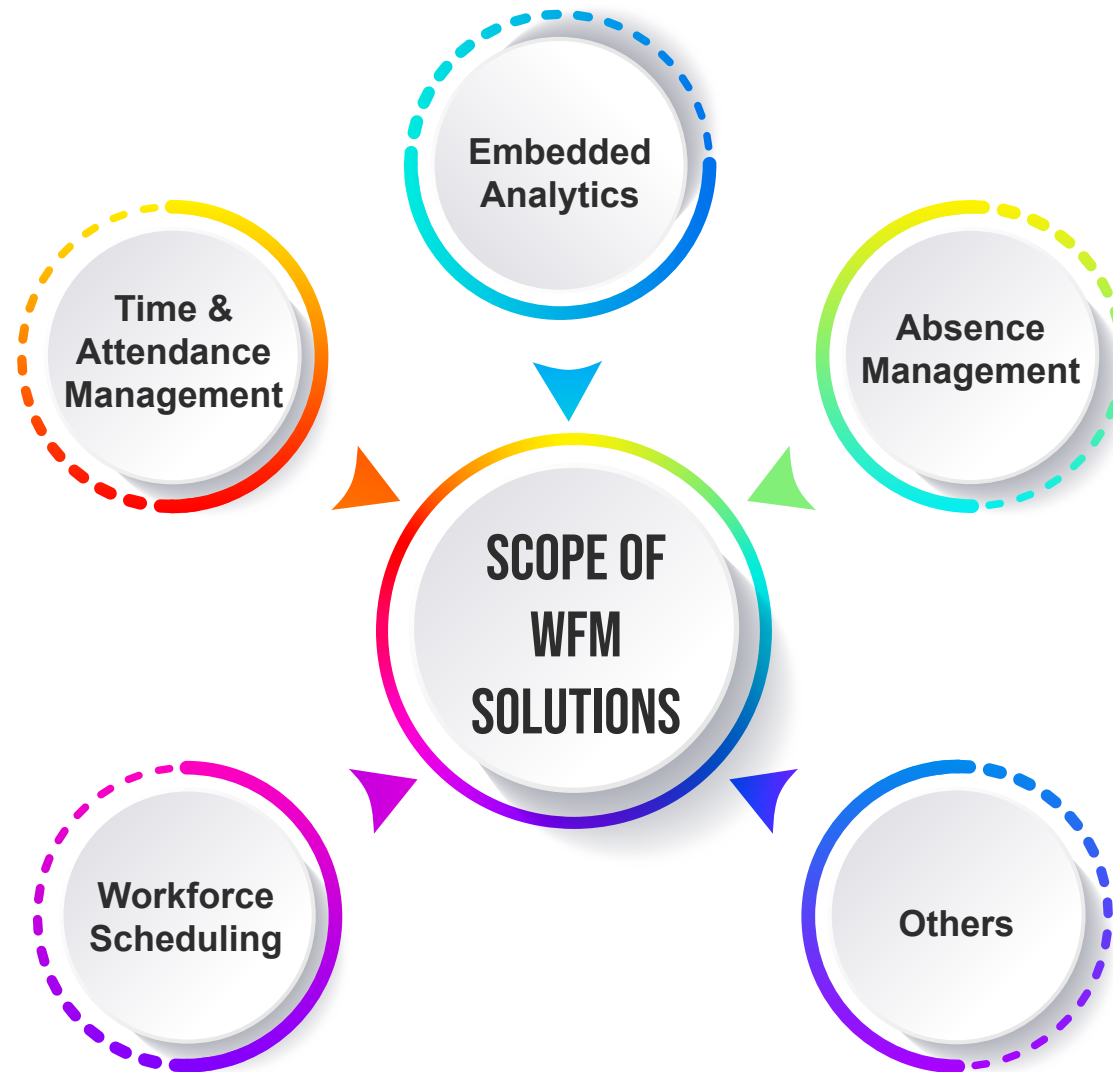 Embedded
Analytics
Time &
Attendance
Management
Absence
Management
SCOPE OF
WFM
SOLUTIONS
Workforce
Scheduling
Others